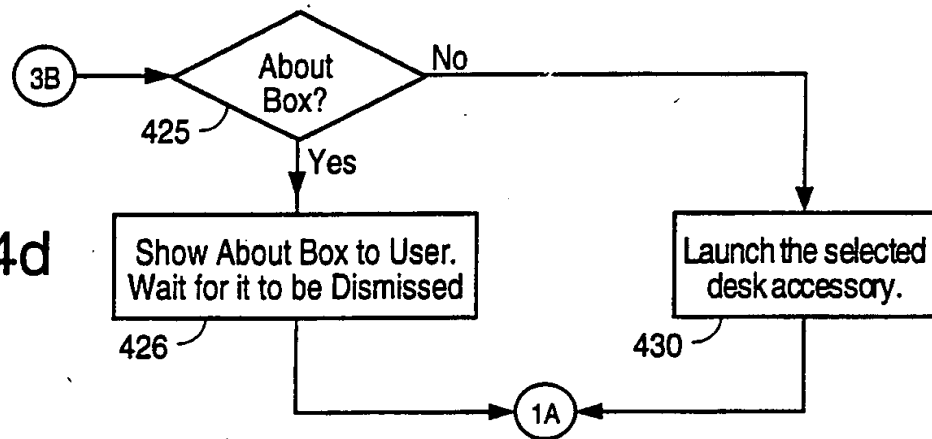 3B
About
Box?
No
425
Yes
4d
Show About Box to User.
Wait for it to be Dismissed
426
Launch the selected
desk accessory.
430
1A